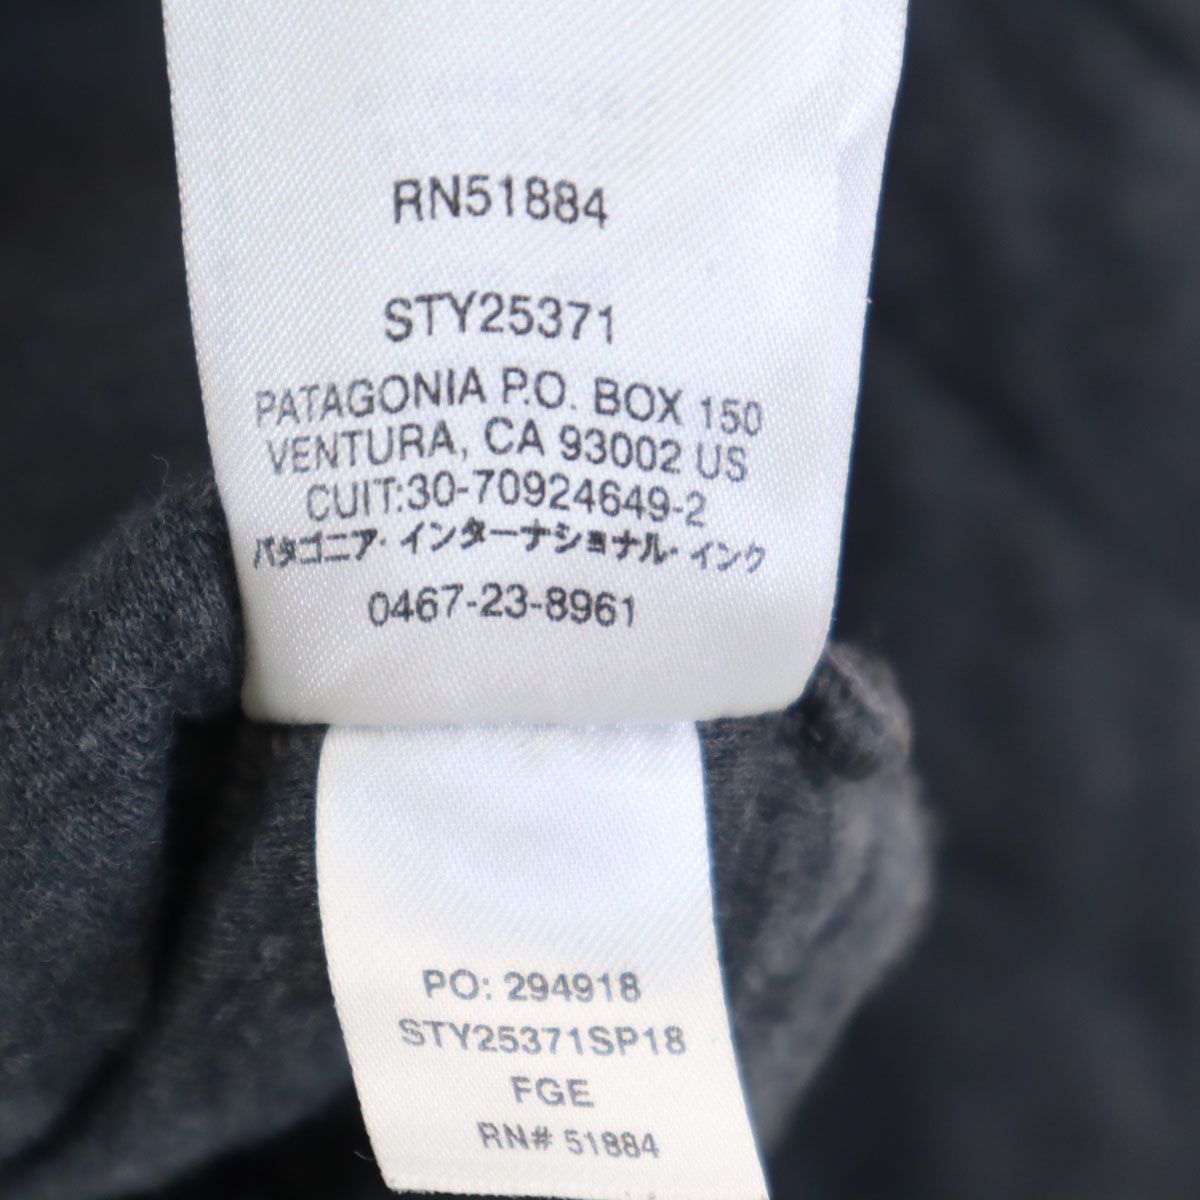 RN51884
STY25371
PATAGONIA P.O. BOX 150
VENTURA, CA 93002 US
CUIT:30-70924649-2
パタゴニア・インターナショナル・インク
0467-23-8961
PO: 294918
STY25371SP18
FGE
RN# 51884